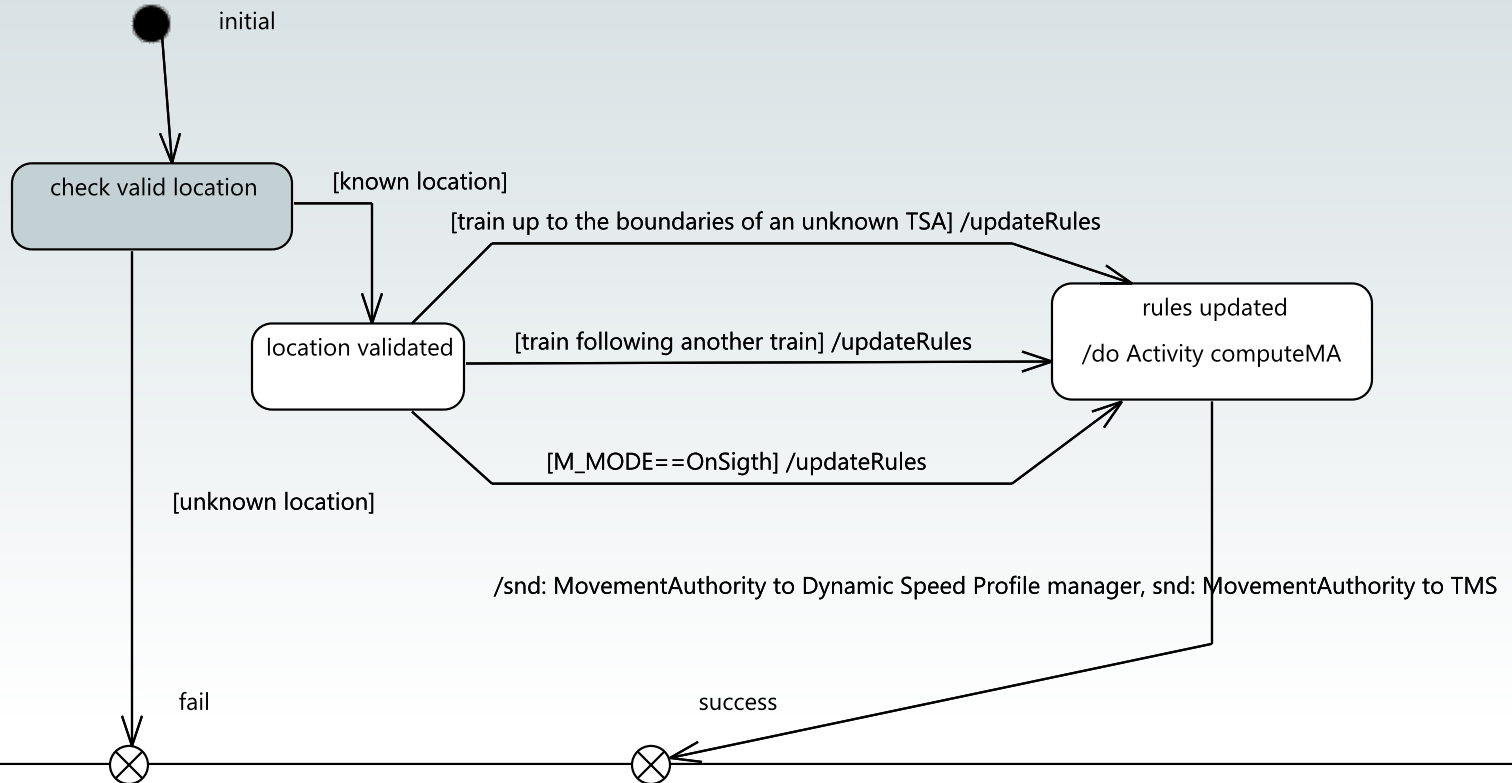 initial
check valid location
[known location]
[train up to the boundaries of an unknown TSA] /updateRules
rules updated
location validated
[train following another train] /updateRules
/do Activity computeMA
[M_MODE==OnSigth] /updateRules
[unknown location]
/snd: MovementAuthority to Dynamic Speed Profile manager, snd: MovementAuthority to TMS
fail
success